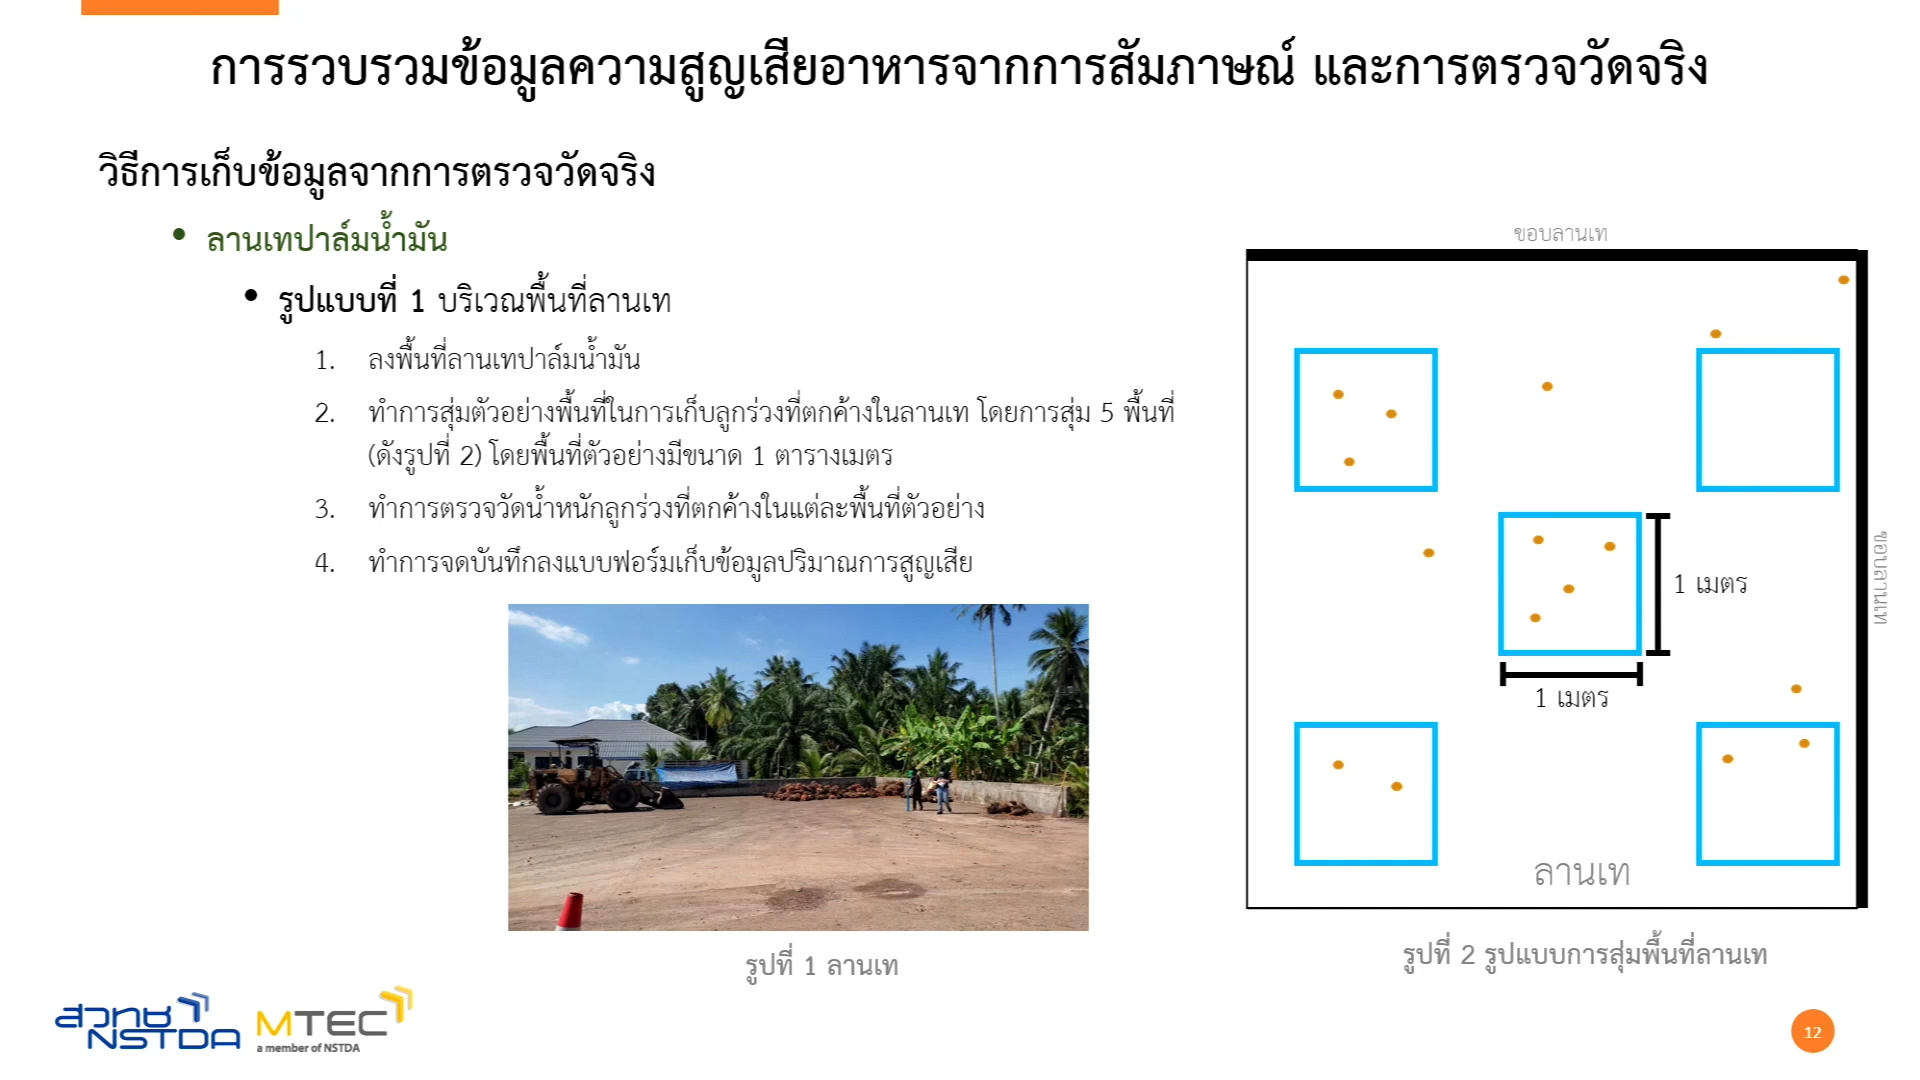 การรวบรวมข้อมูลความสูญเสียอาหารจากการสัมภาษณ์ และการตรวจวัดจริง
วิธีการเก็บข้อมูลจากการตรวจวัดจริง
• ลานเทปาล์มน้ำมัน
• รูปแบบที่ 1 บริเวณพื้นที่ลานเท
1. ลงพื้นที่ลานเทปาล์มน้ำมัน
2. ทำการสุ่มตัวอย่างพื้นที่ในการเก็บลูกร่วงที่ตกค้างในลานเท โดยการสุ่ม 5 พื้นที่
(ดังรูปที่ 2) โดยพื้นที่ตัวอย่างมีขนาด 1 ตารางเมตร
3. ทำการตรวจวัดน้ำหนักลูกร่วงที่ตกค้างในแต่ละพื้นที่ตัวอย่าง
4. ทำการจดบันทึกลงแบบฟอร์มเก็บข้อมูลปริมาณการสูญเสีย
รูปที่ 1 ลานเท
ขอบลานเท
ขอบลานเท
1 เมตร
1 เมตร
ลานเท
รูปที่ 2 รูปแบบการสุ่มพื้นที่ลานเท
สวทช
NSTDA
MTEC
a member of NSTDA
12